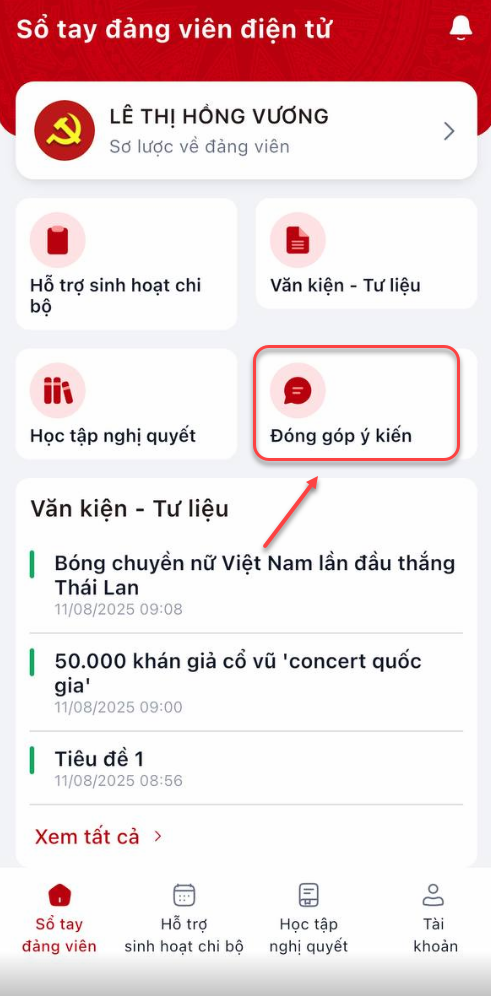 Sổ tay đảng viên điện tử
LÊ THỊ HỒNG VƯƠNG
Sơ lược về đảng viên
Hỗ trợ sinh hoạt chi
bộ
Văn kiện - Tư liệu
Học tập nghị quyết
Đóng góp ý kiến
Văn kiện - Tư liệu
Bóng chuyền nữ Việt Nam lần đầu thắng
Thái Lan
11/08/2025 09:08
50.000 khán giả cổ vũ 'concert quốc
gia'
11/08/2025 09:00
Tiêu đề 1
11/08/2025 08:56
Xem tất cả
Sổ tay
đảng viên
Hỗ trợ
sinh hoạt chi bộ
Học tập
nghị quyết
Tài
khoản